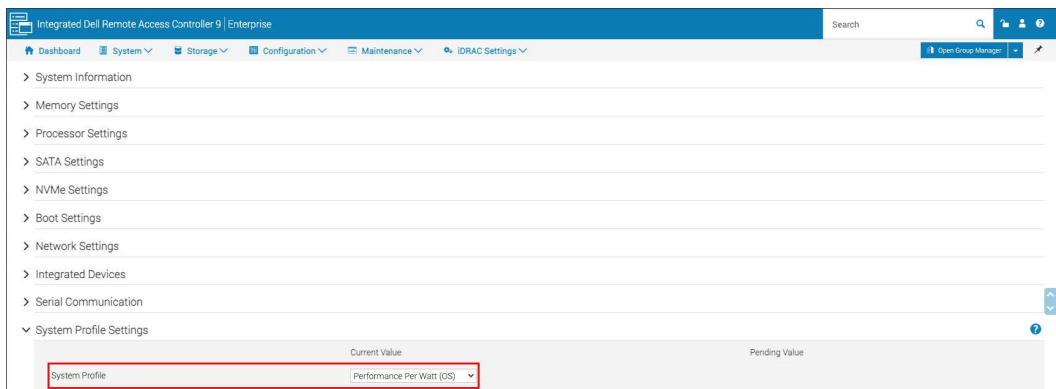 Integrated Dell Remote Access Controller 9 | Enterprise
Search
Dashboard System Storage Configuration Maintenance iDRAC Settings Open Group Manager
System Information
Memory Settings
Processor Settings
SATA Settings
NVMe Settings
Boot Settings
Network Settings
Integrated Devices
Serial Communication
System Profile Settings
Current Value Pending Value
System Profile Performance Per Watt (OS)